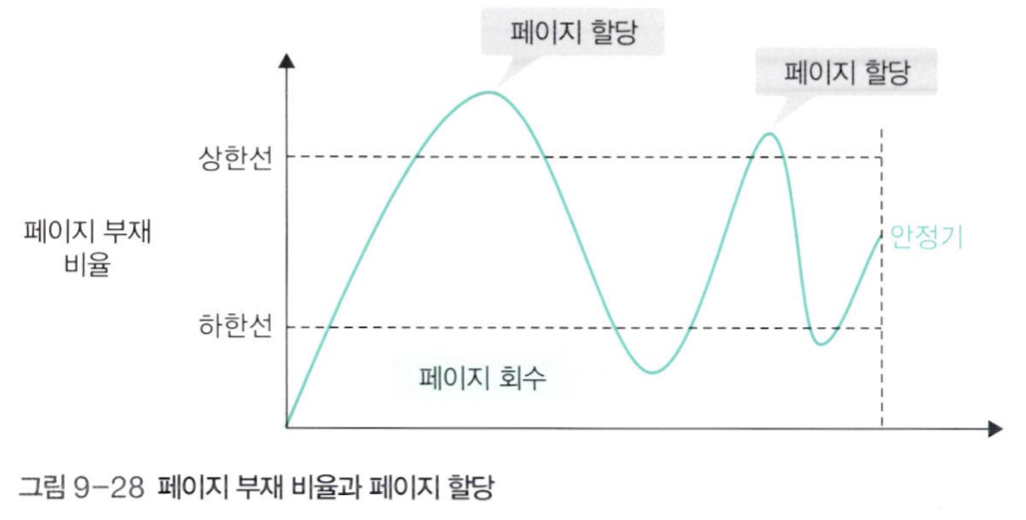 페이지 할당
페이지 할당
상한선
페이지 부재
비율
안정기
하한선
페이지 회수
그림 9-28 페이지 부재 비율과 페이지 할당